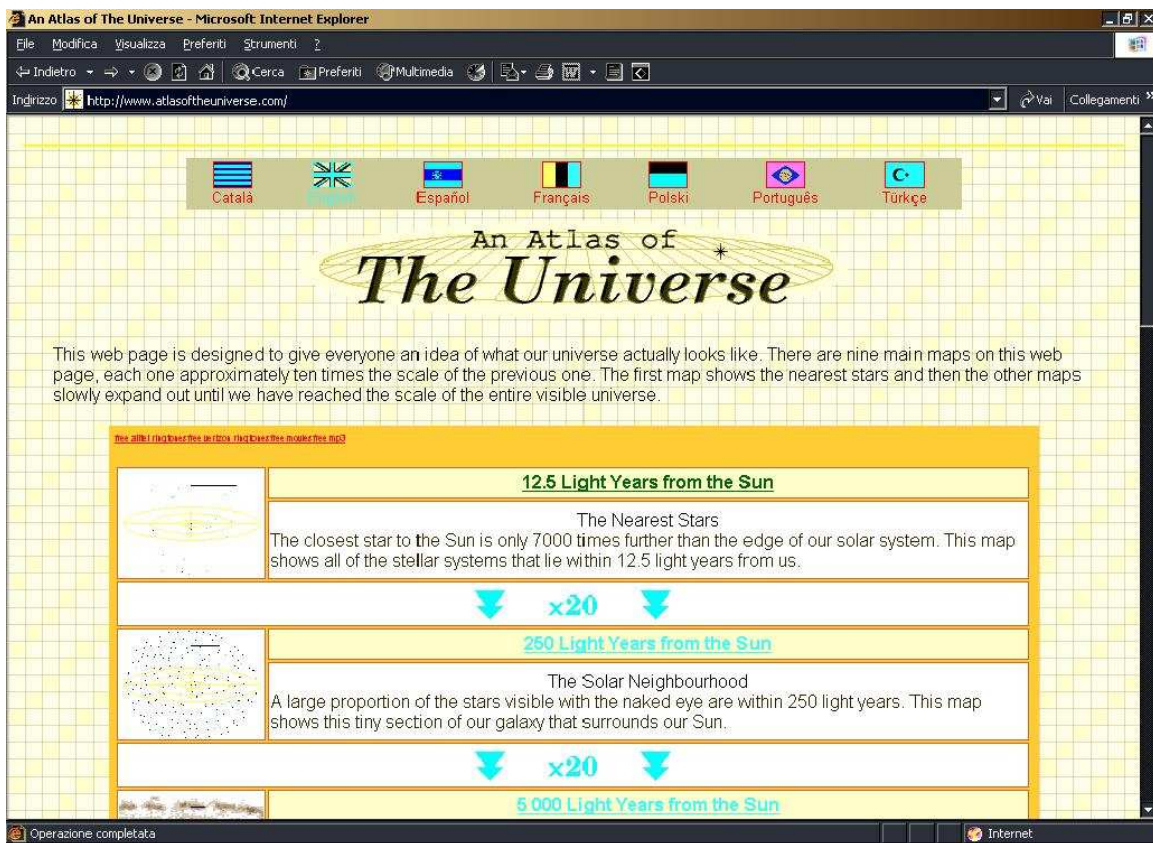 An Atlas of The Universe - Microsoft Internet Explorer
File Modifica Visualizza Preferiti Strumenti ?
Indietro Cerca Preferiti Multimedia
Indirizzo http://www.atlasoftheuniverse.com/ Vai Collegamenti »
Català English Español Français Polski Português Türkçe
An Atlas of
The Universe
This web page is designed to give everyone an idea of what our universe actually looks like. There are nine main maps on this web
page, each one approximately ten times the scale of the previous one. The first map shows the nearest stars and then the other maps
slowly expand out until we have reached the scale of the entire visible universe.
free alltel ringtones free verizon ringtones free movies free mp3
12.5 Light Years from the Sun
The Nearest Stars
The closest star to the Sun is only 7000 times further than the edge of our solar system. This map
shows all of the stellar systems that lie within 12.5 light years from us.
x20
250 Light Years from the Sun
The Solar Neighbourhood
A large proportion of the stars visible with the naked eye are within 250 light years. This map
shows this tiny section of our galaxy that surrounds our Sun.
x20
5 000 Light Years from the Sun
Operazione completata Internet